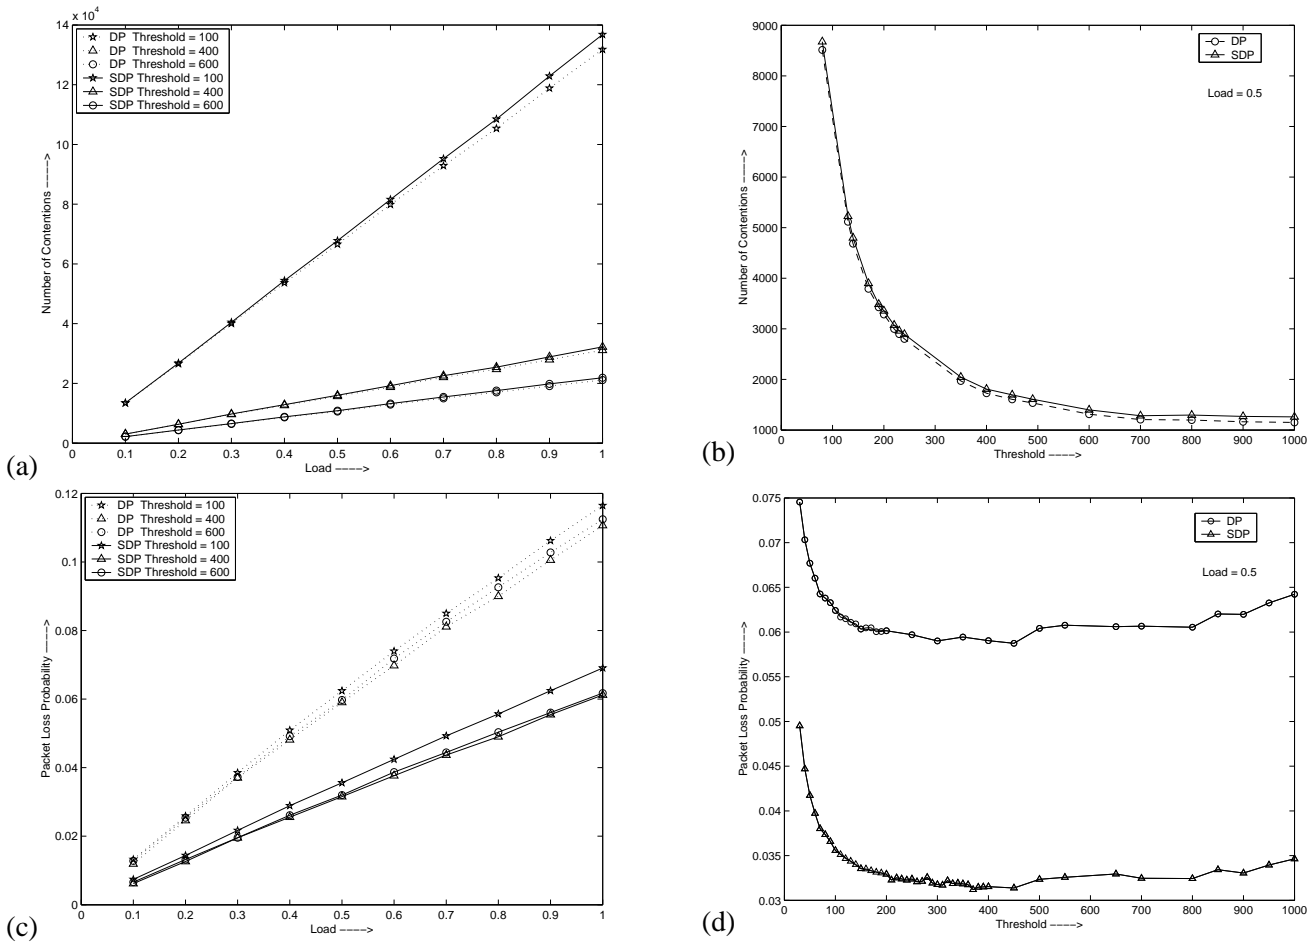 x 10⁴
14
12
10
8
6
4
2
0
Number of Contentions ---->
DP Threshold = 100
DP Threshold = 400
DP Threshold = 600
SDP Threshold = 100
SDP Threshold = 400
SDP Threshold = 600
0.1 0.2 0.3 0.4 0.5 0.6 0.7 0.8 0.9 1
Load ---->
(a)
9000
8000
7000
6000
5000
4000
3000
2000
1000
Number of Contentions ---->
DP
SDP
Load = 0.5
0 100 200 300 400 500 600 700 800 900 1000
Threshold ---->
(b)
0.12
0.1
0.08
0.06
0.04
0.02
0
Packet Loss Probability ---->
DP Threshold = 100
DP Threshold = 400
DP Threshold = 600
SDP Threshold = 100
SDP Threshold = 400
SDP Threshold = 600
0 0.1 0.2 0.3 0.4 0.5 0.6 0.7 0.8 0.9 1
Load ---->
(c)
0.075
0.07
0.065
0.06
0.055
0.05
0.045
0.04
0.035
0.03
Packet Loss Probability ---->
DP
SDP
Load = 0.5
0 100 200 300 400 500 600 700 800 900 1000
Threshold ---->
(d)